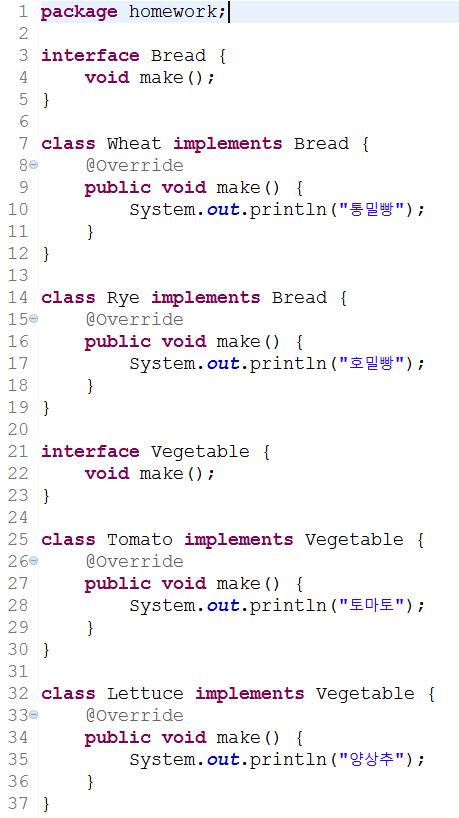 1 package homework;
2
3 interface Bread {
4     void make();
5 }
6
7 class Wheat implements Bread {
8     @Override
9     public void make() {
10         System.out.println("통밀빵");
11     }
12 }
13
14 class Rye implements Bread {
15     @Override
16     public void make() {
17         System.out.println("호밀빵");
18     }
19 }
20
21 interface Vegetable {
22     void make();
23 }
24
25 class Tomato implements Vegetable {
26     @Override
27     public void make() {
28         System.out.println("토마토");
29     }
30 }
31
32 class Lettuce implements Vegetable {
33     @Override
34     public void make() {
35         System.out.println("양상추");
36     }
37 }